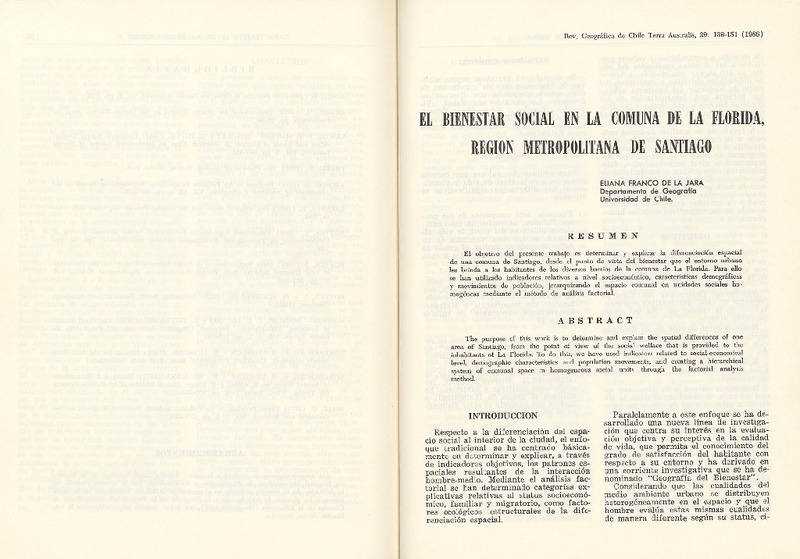 Rev. Geográfica de Chile Terra Australis, 29: 139-151 (1986)
EL BIENESTAR SOCIAL EN LA COMUNA DE LA FLORIDA,
REGION METROPOLITANA DE SANTIAGO
ELIANA FRANCO DE LA JARA
Departamento de Geografía
Universidad de Chile.
RESUMEN
El objetivo del presente trabajo es determinar y explicar la diferenciación espacial
de una comuna de Santiago, desde el punto de vista del bienestar que el entorno urbano
les brinda a los habitantes de los diversos barrios de la comuna de La Florida. Para ello
se han utilizado indicadores relativos a nivel socioeconómico, características demográficas
y movimientos de población, jerarquizando el espacio comunal en unidades sociales ho-
mogéneas mediante el método de análisis factorial.
ABSTRACT
The purpose of this work is to determine and explain the spatial differences of one
area of Santiago, from the point of view of the social welfare that is provided to the
inhabitants of La Florida. To do this, we have used indicators related to social-economical
level, demographic characteristics and population movements, and creating a hierarchical
system of comunal space in homogeneous social units through the factorial analysis
method.
INTRODUCCION
Respecto a la diferenciación del espa-
cio social al interior de la ciudad, el enfo-
que tradicional se ha centrado básica-
mente en determinar y explicar, a través
de indicadores objetivos, los patrones es-
paciales resultantes de la interacción
hombre-medio. Mediante el análisis fac-
torial se han determinado categorías ex-
plicativas relativas al status socioeconó-
mico, familiar y migratorio, como facto-
res ecológicos estructurales de la dife-
renciación espacial.
Paralelamente a este enfoque se ha de-
sarrollado una nueva línea de investiga-
ción que centra su interés en la evalua-
ción objetiva y perceptiva de la calidad
de vida, que permita el conocimiento del
grado de satisfacción del habitante con
respecto a su entorno y ha derivado en
una corriente investigativa que se ha de-
nominado "Geografía del Bienestar".
Considerando que las cualidades del
medio ambiente urbano se distribuyen
heterogéneamente en el espacio y que el
hombre evalúa estas mismas cualidades
de manera diferente según su status, ci-